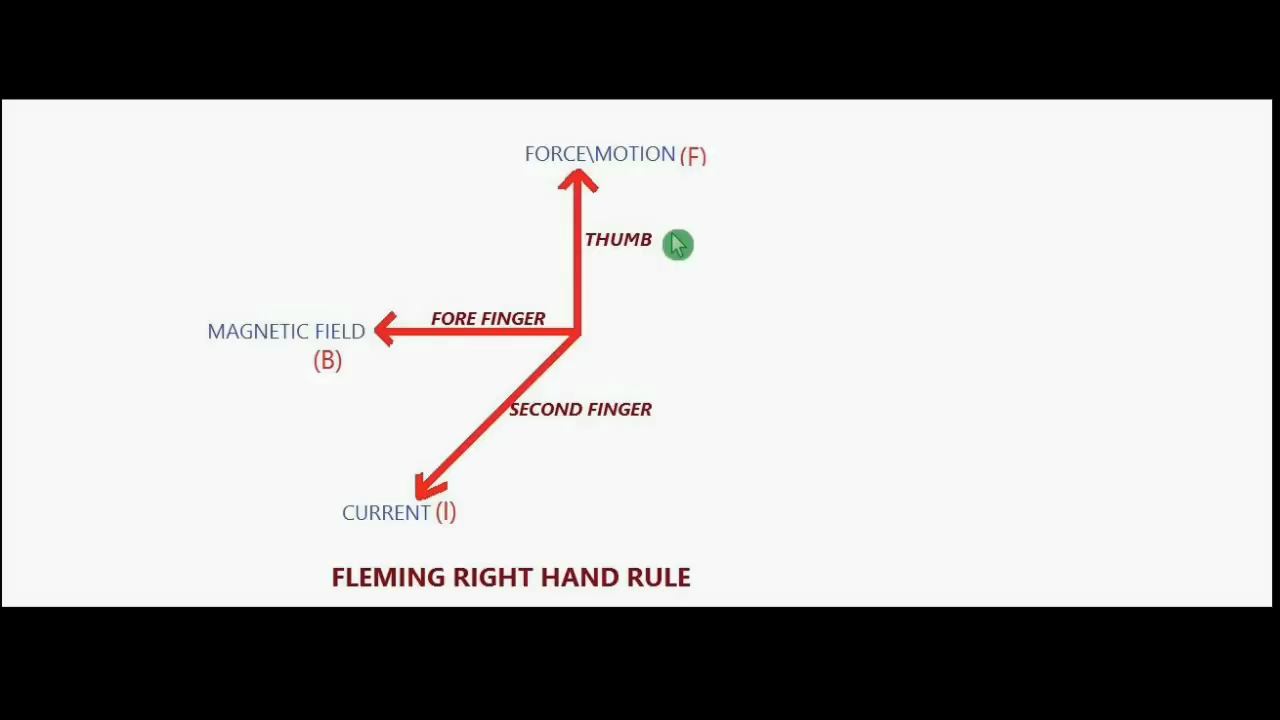 FORCE\MOTION (F)
THUMB
FORE FINGER
MAGNETIC FIELD
(B)
SECOND FINGER
CURRENT (I)
FLEMING RIGHT HAND RULE